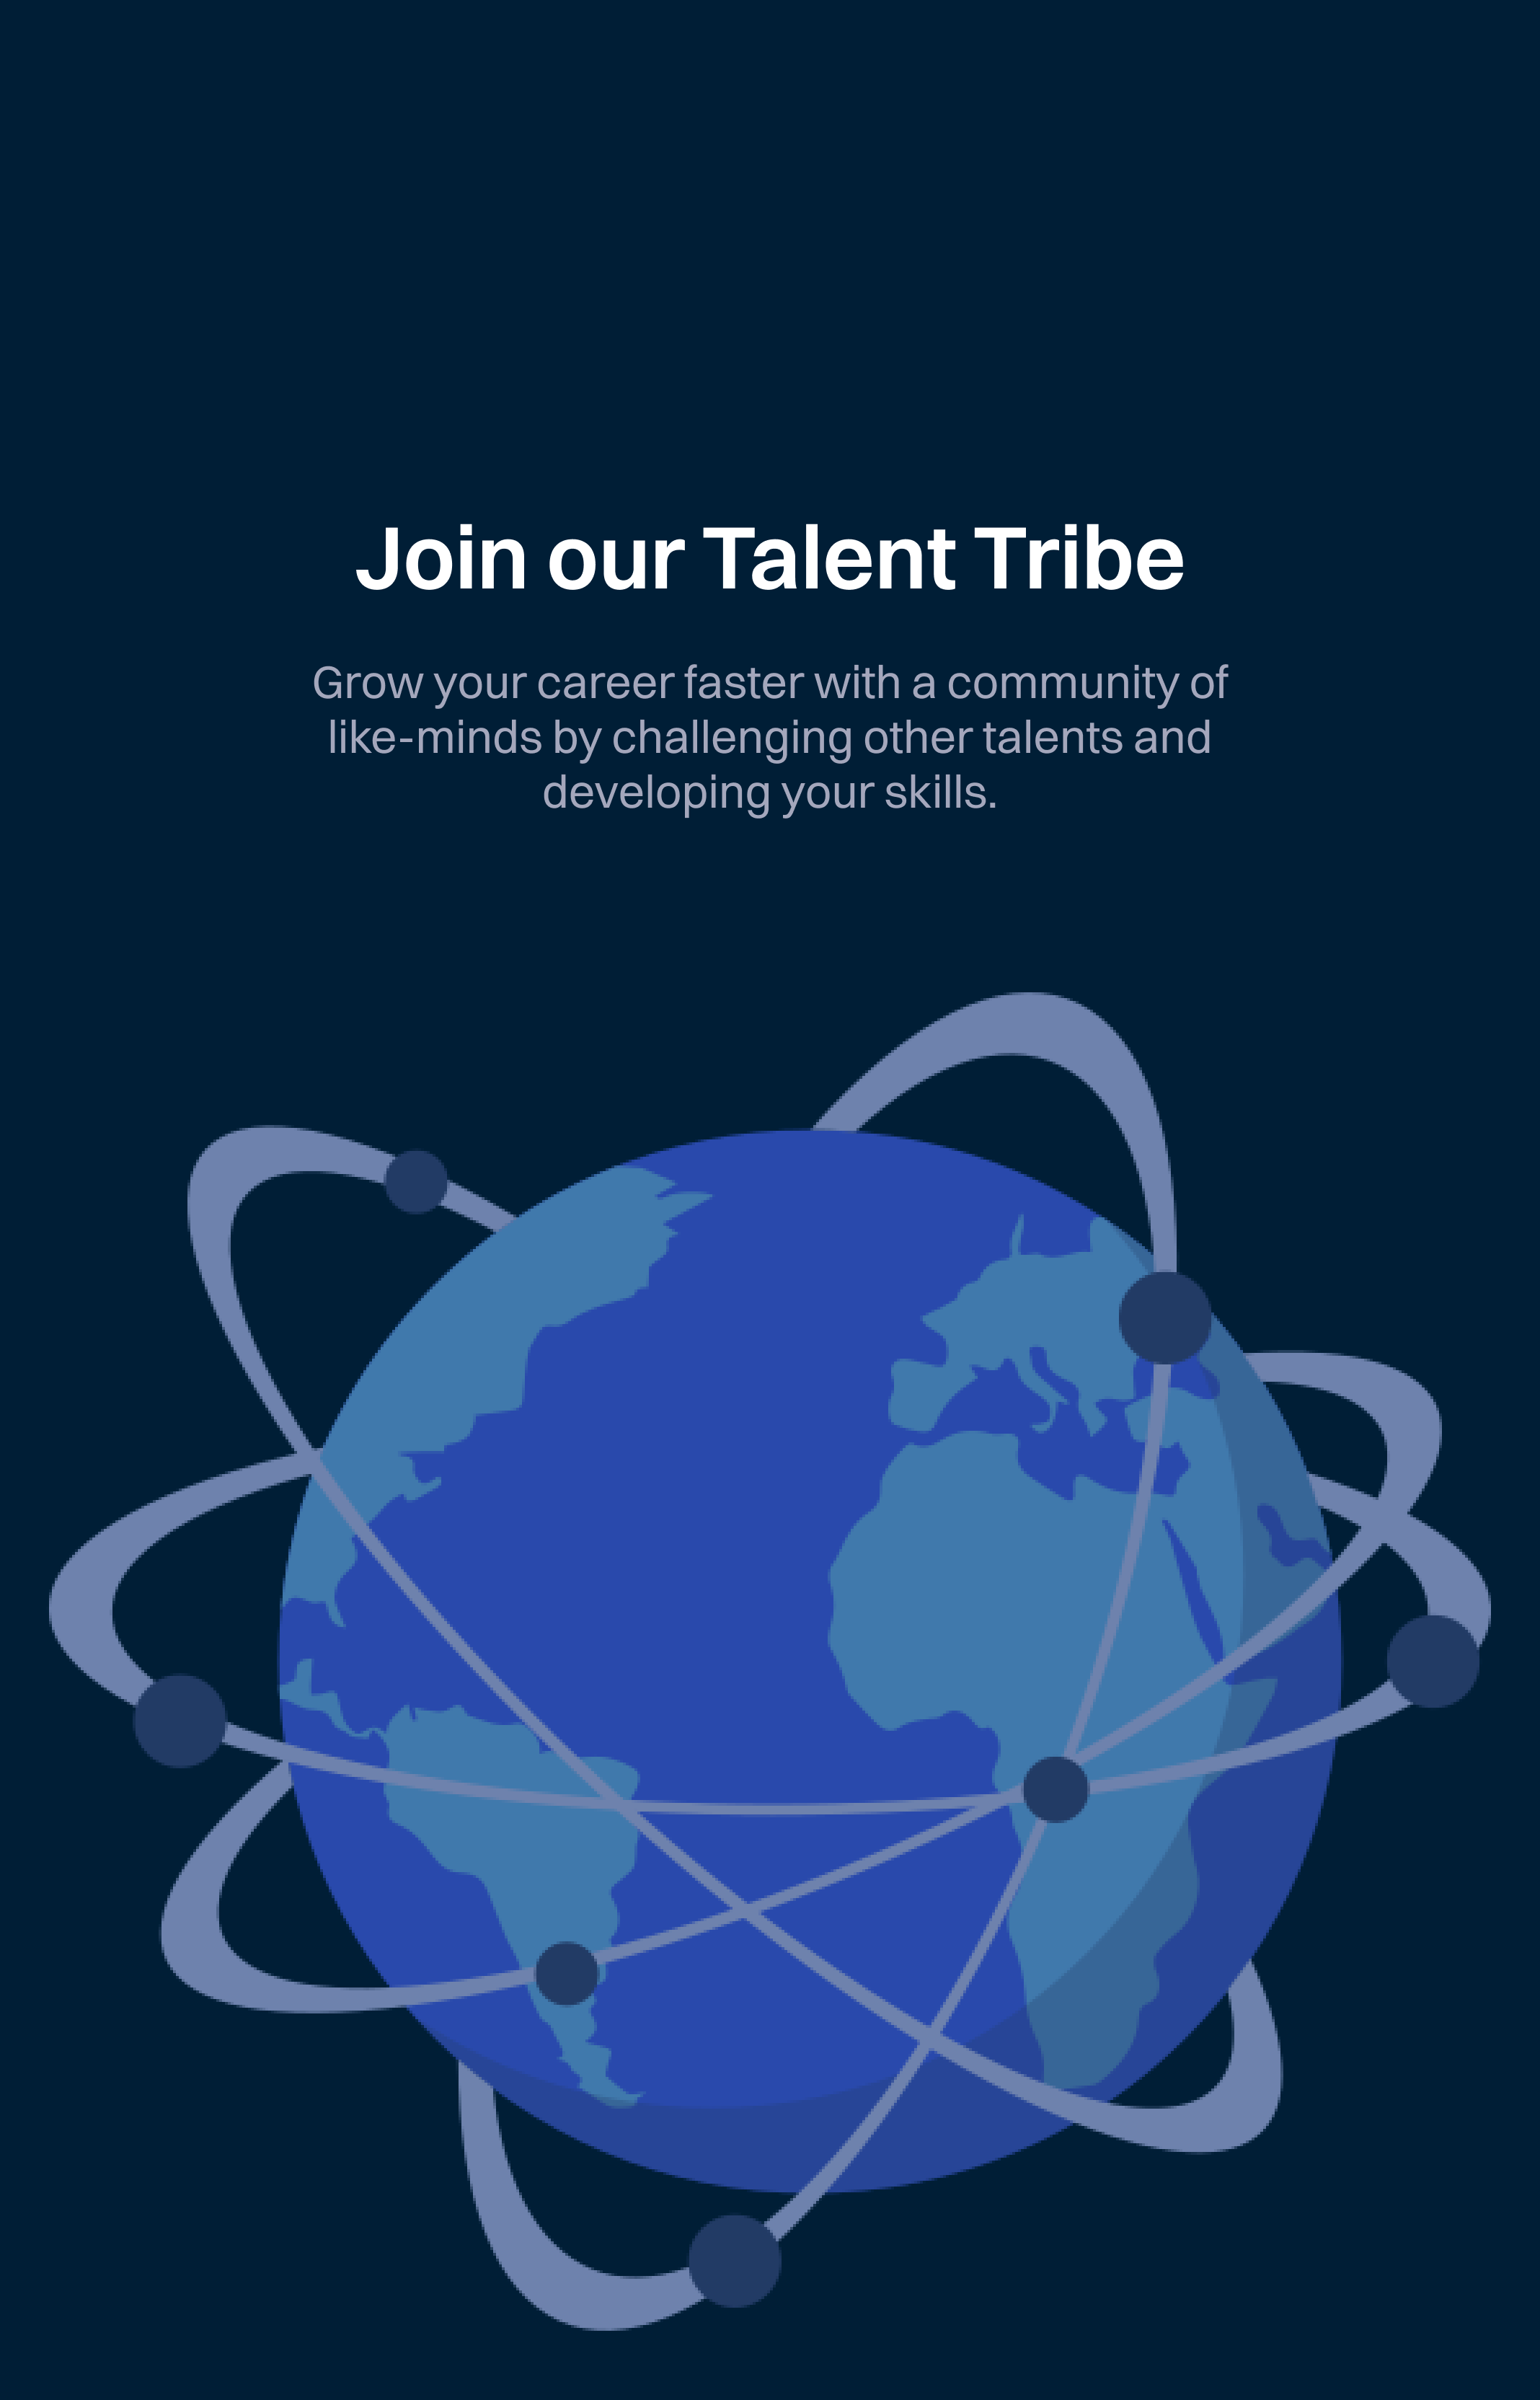 Join our Talent Tribe
Grow your career faster with a community of
like-minds by challenging other talents and
developing your skills.